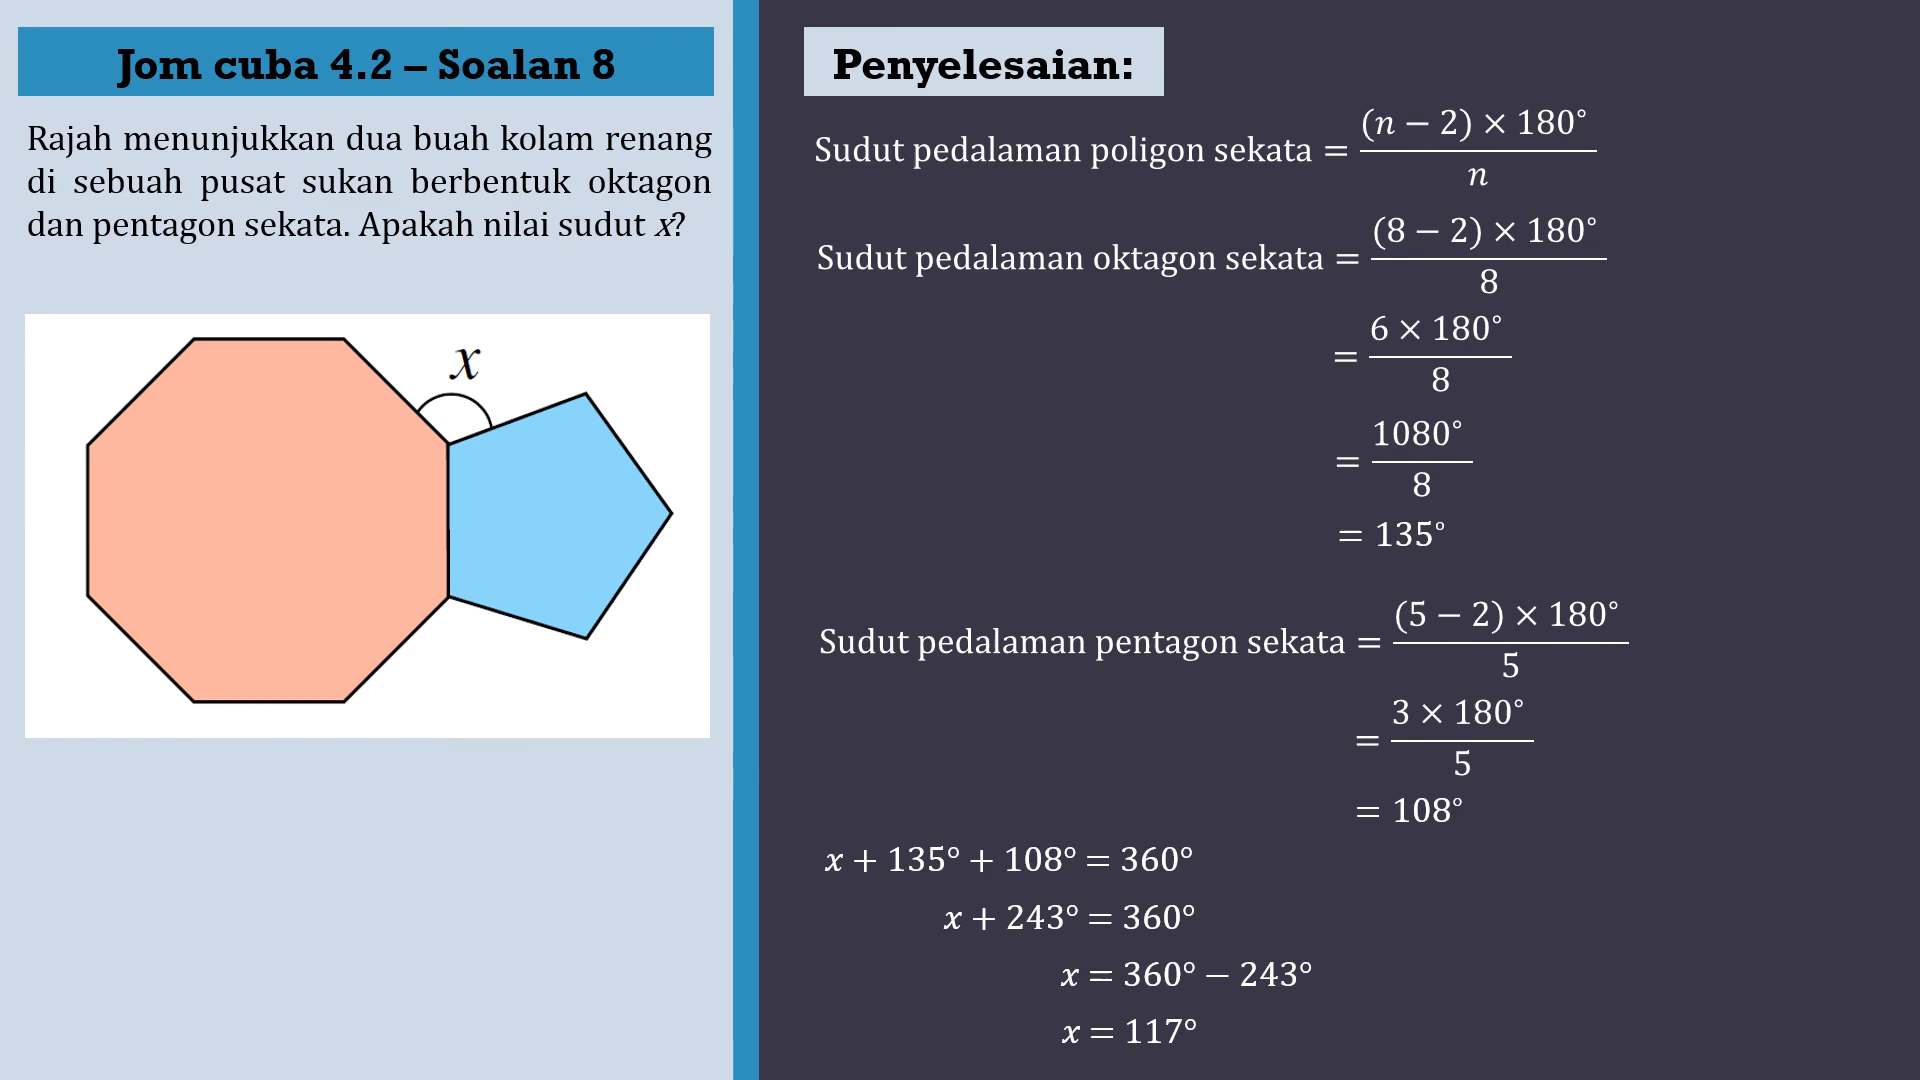 Jom cuba 4.2 – Soalan 8
Rajah menunjukkan dua buah kolam renang
di sebuah pusat sukan berbentuk oktagon
dan pentagon sekata. Apakah nilai sudut x?
x
Penyelesaian:
Sudut pedalaman poligon sekata = (n − 2) × 180° / n
Sudut pedalaman oktagon sekata = (8 − 2) × 180° / 8
= 6 × 180° / 8
= 1080° / 8
= 135°
Sudut pedalaman pentagon sekata = (5 − 2) × 180° / 5
= 3 × 180° / 5
= 108°
x + 135° + 108° = 360°
x + 243° = 360°
x = 360° − 243°
x = 117°